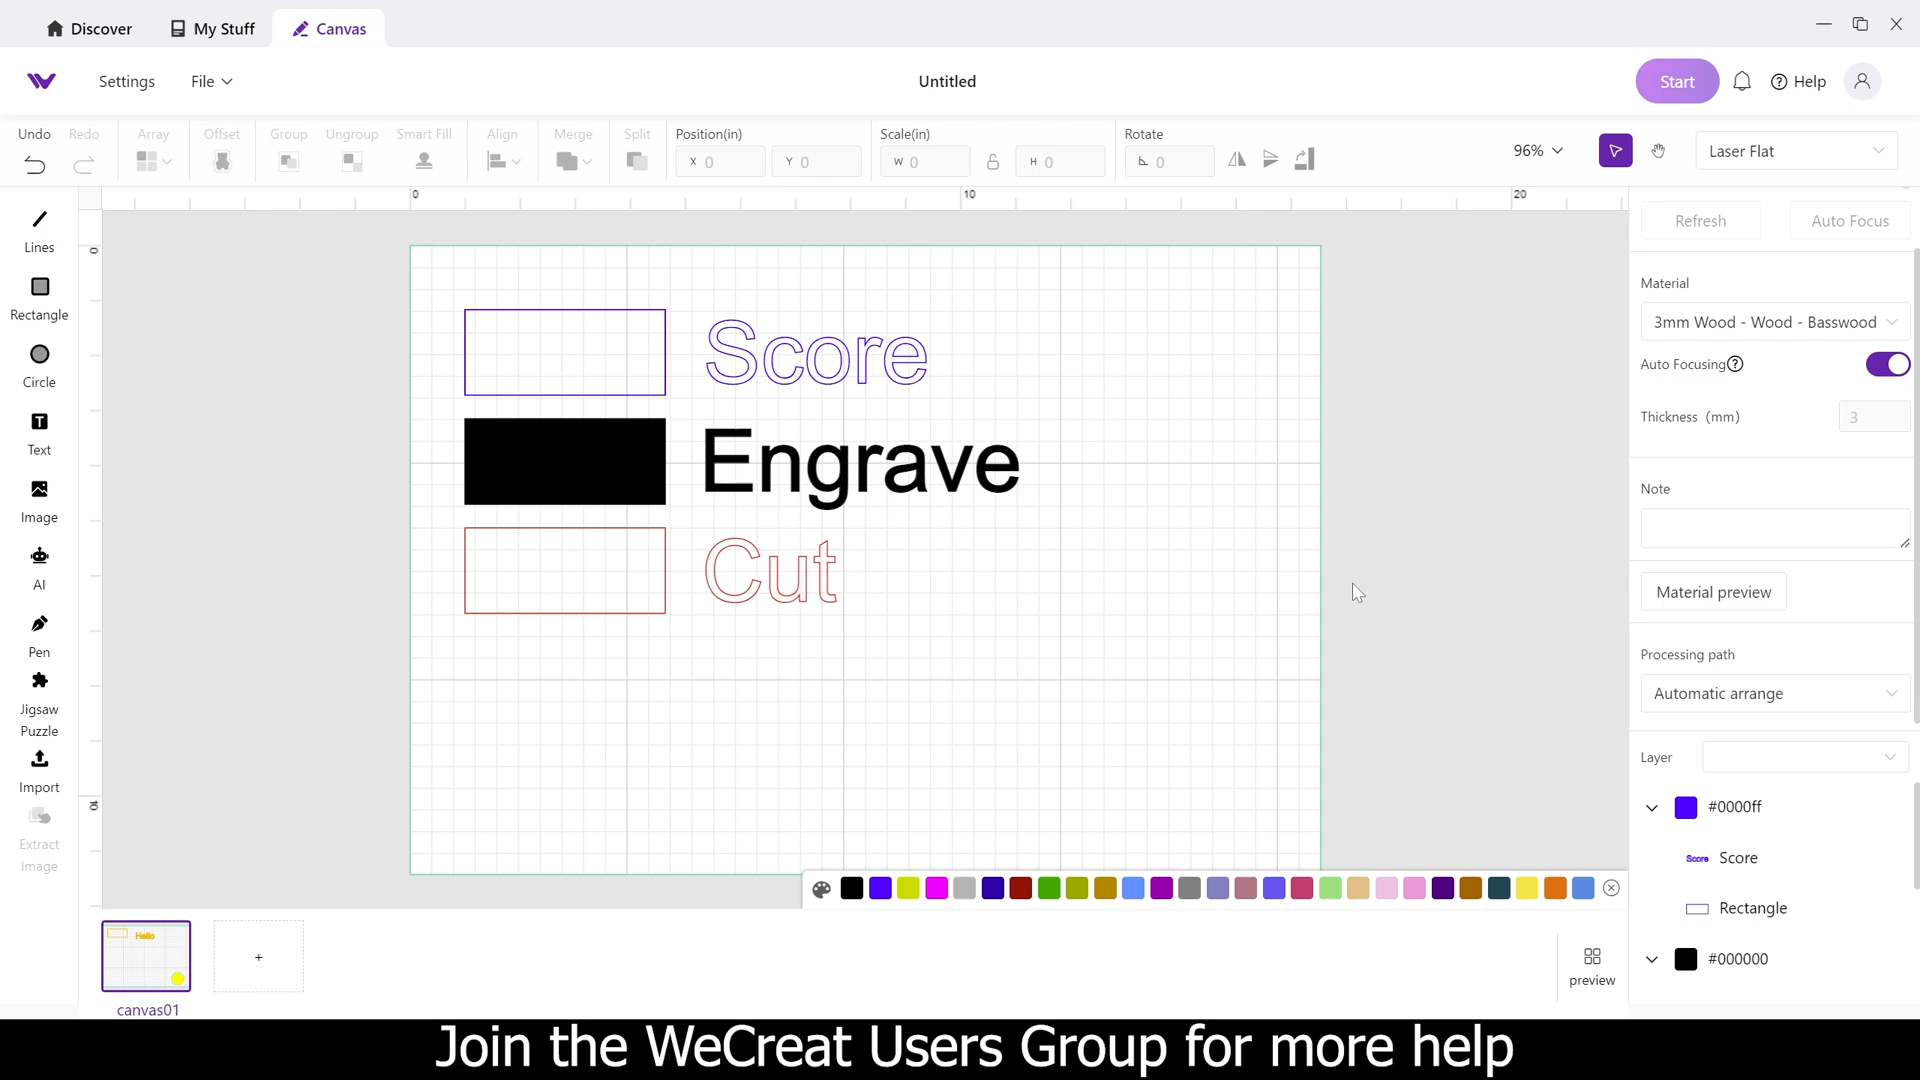 Discover My Stuff Canvas
Settings File Untitled Start Help
Undo Redo Array Offset Group Ungroup Smart Fill Align Merge Split Position(in) Scale(in) Rotate
X 0 Y 0 W 0 H 0 0 96% Laser Flat
0 10 20
Lines
Rectangle
Circle
Text
Image
AI
Pen
Jigsaw
Puzzle
Import
Extract
Image
0
10
Score
Engrave
Cut
Refresh Auto Focus
Material
3mm Wood - Wood - Basswood
Auto Focusing
Thickness (mm) 3
Note
Material preview
Processing path
Automatic arrange
Layer
#0000ff
Score Score
Rectangle
#000000
Hello
+
canvas01
preview
Join the WeCreat Users Group for more help